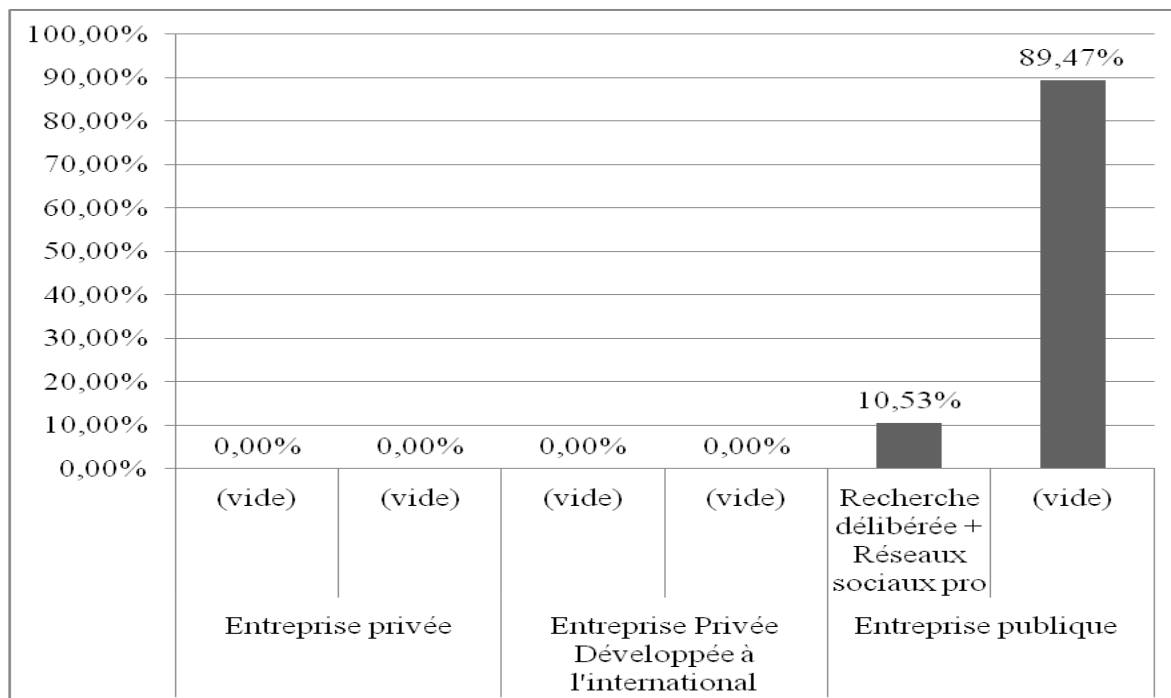 100,00%
90,00%
80,00%
70,00%
60,00%
50,00%
40,00%
30,00%
20,00%
10,00%
0,00%
89,47%
10,53%
0,00%
0,00%
0,00%
0,00%
(vide)
(vide)
(vide)
(vide)
Recherche
délibérée +
Réseaux
sociaux pro
(vide)
Entreprise privée
Entreprise Privée
Développée à
l'international
Entreprise publique